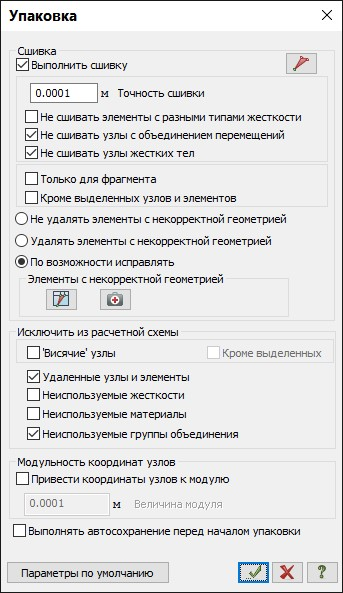 Упаковка
Сшивка
Выполнить сшивку
0.0001 м Точность сшивки
Не сшивать элементы с разными типами жесткости
Не сшивать узлы с объединением перемещений
Не сшивать узлы жестких тел
Только для фрагмента
Кроме выделенных узлов и элементов
Не удалять элементы с некорректной геометрией
Удалять элементы с некорректной геометрией
По возможности исправлять
Элементы с некорректной геометрией
Исключить из расчетной схемы
'Висячие' узлы Кроме выделенных
Удаленные узлы и элементы
Неиспользуемые жесткости
Неиспользуемые материалы
Неиспользуемые группы объединения
Модульность координат узлов
Привести координаты узлов к модулю
0.0001 м Величина модуля
Выполнять автосохранение перед началом упаковки
Параметры по умолчанию ?